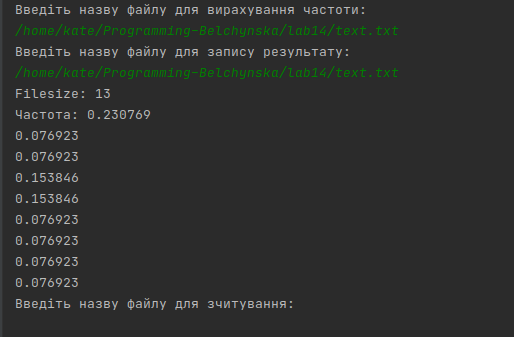 Введіть назву файлу для вирахування частоти:
/home/kate/Programming-Belchynska/lab14/text.txt
Введіть назву файлу для запису результату:
/home/kate/Programming-Belchynska/lab14/text.txt
Filesize: 13
Частота: 0.230769
0.076923
0.076923
0.153846
0.153846
0.076923
0.076923
0.076923
0.076923
Введіть назву файлу для зчитування: